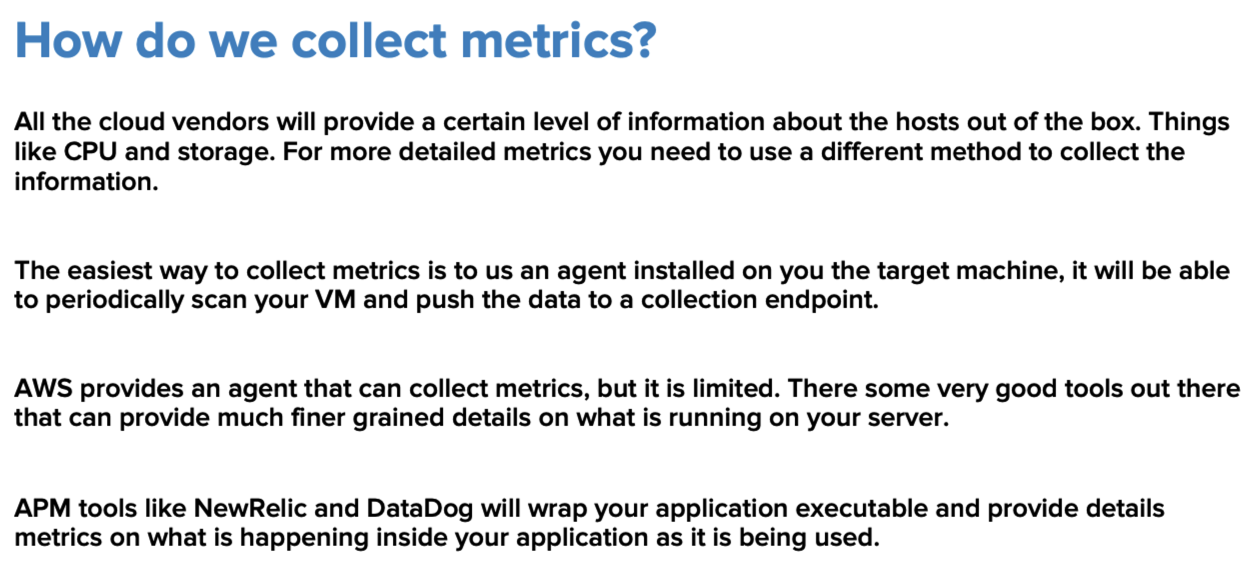 How do we collect metrics?
All the cloud vendors will provide a certain level of information about the hosts out of the box. Things
like CPU and storage. For more detailed metrics you need to use a different method to collect the
information.
The easiest way to collect metrics is to us an agent installed on you the target machine, it will be able
to periodically scan your VM and push the data to a collection endpoint.
AWS provides an agent that can collect metrics, but it is limited. There some very good tools out there
that can provide much finer grained details on what is running on your server.
APM tools like NewRelic and DataDog will wrap your application executable and provide details
metrics on what is happening inside your application as it is being used.